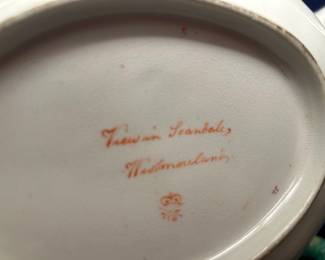 View in Scandale,
Westmoreland.